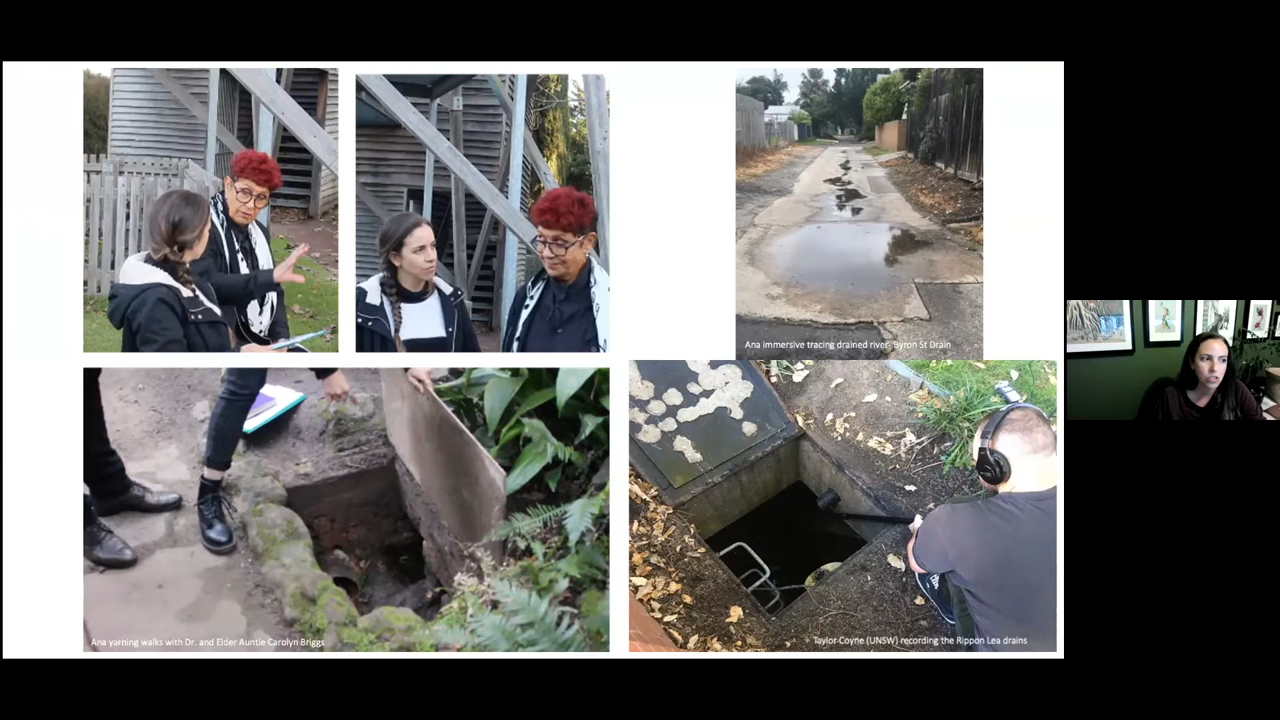 Ana immersive tracing drained river- Byron St Drain
Ana yarning walks with Dr. and Elder Auntie Carolyn Briggs
Taylor Coyne (UNSW) recording the Rippon Lea drains